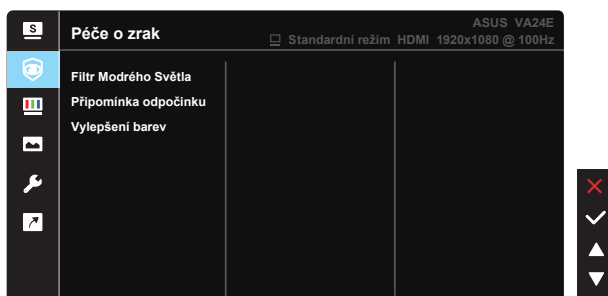 S
Péče o zrak
ASUS VA24E
Standardní režim HDMI 1920x1080 @ 100Hz
Filtr Modrého Světla
Připomínka odpočinku
Vylepšení barev